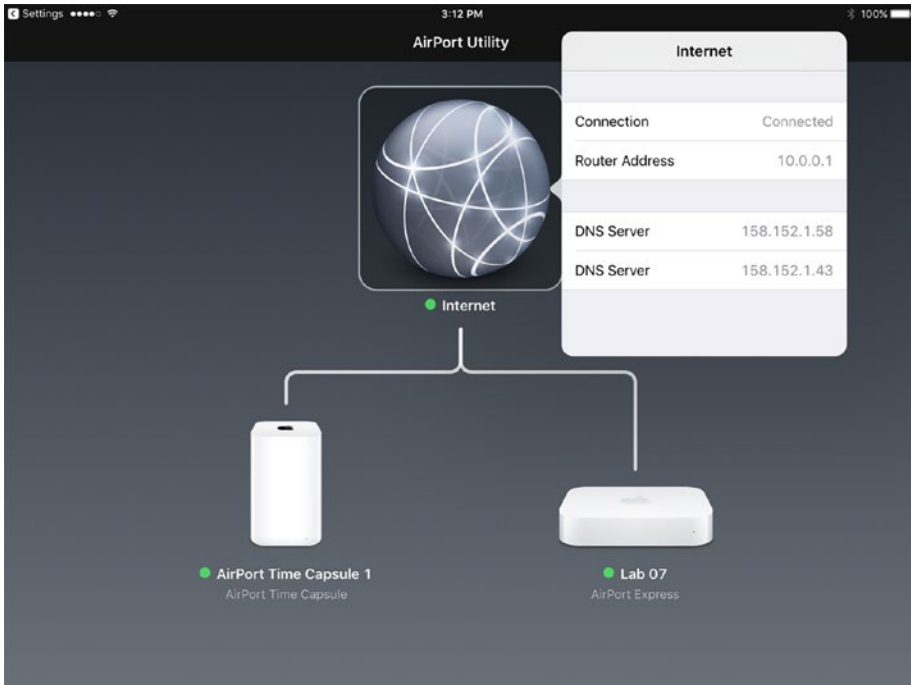 Settings
3:12 PM
100%
AirPort Utility
Internet
Connection Connected
Router Address 10.0.0.1
DNS Server 158.152.1.58
DNS Server 158.152.1.43
Internet
AirPort Time Capsule 1
AirPort Time Capsule
Lab 07
AirPort Express